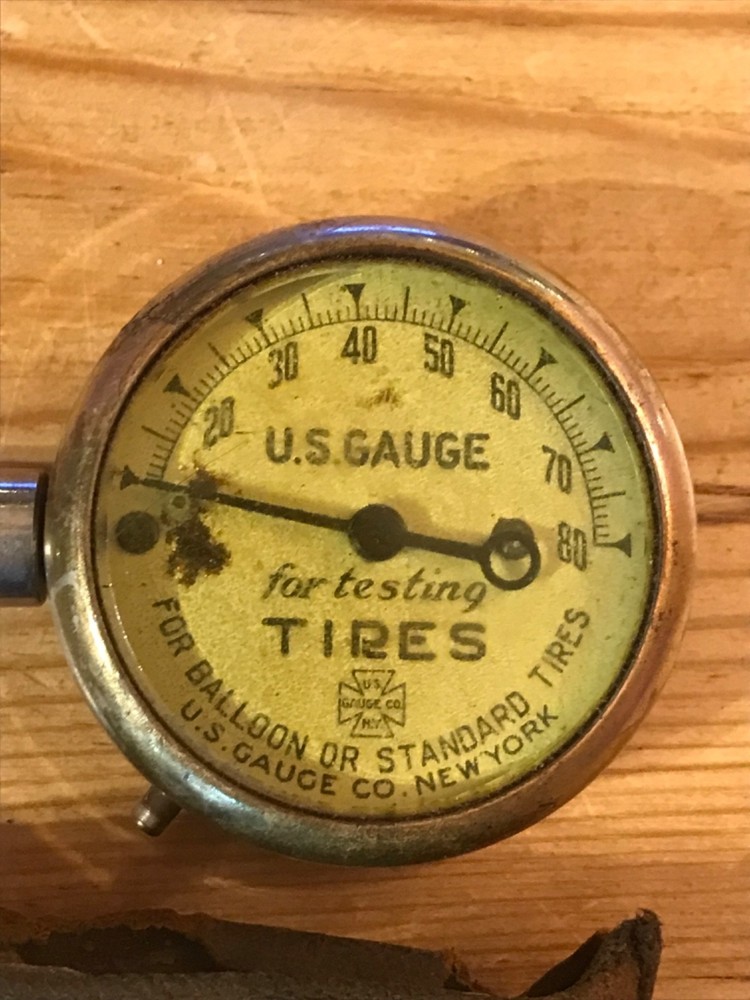 20 30 40 50 60 70 80
U.S. GAUGE
for testing
TIRES
U.S.
GAUGE CO.
N.Y.
FOR BALLOON OR STANDARD TIRES
U.S. GAUGE CO. NEW YORK